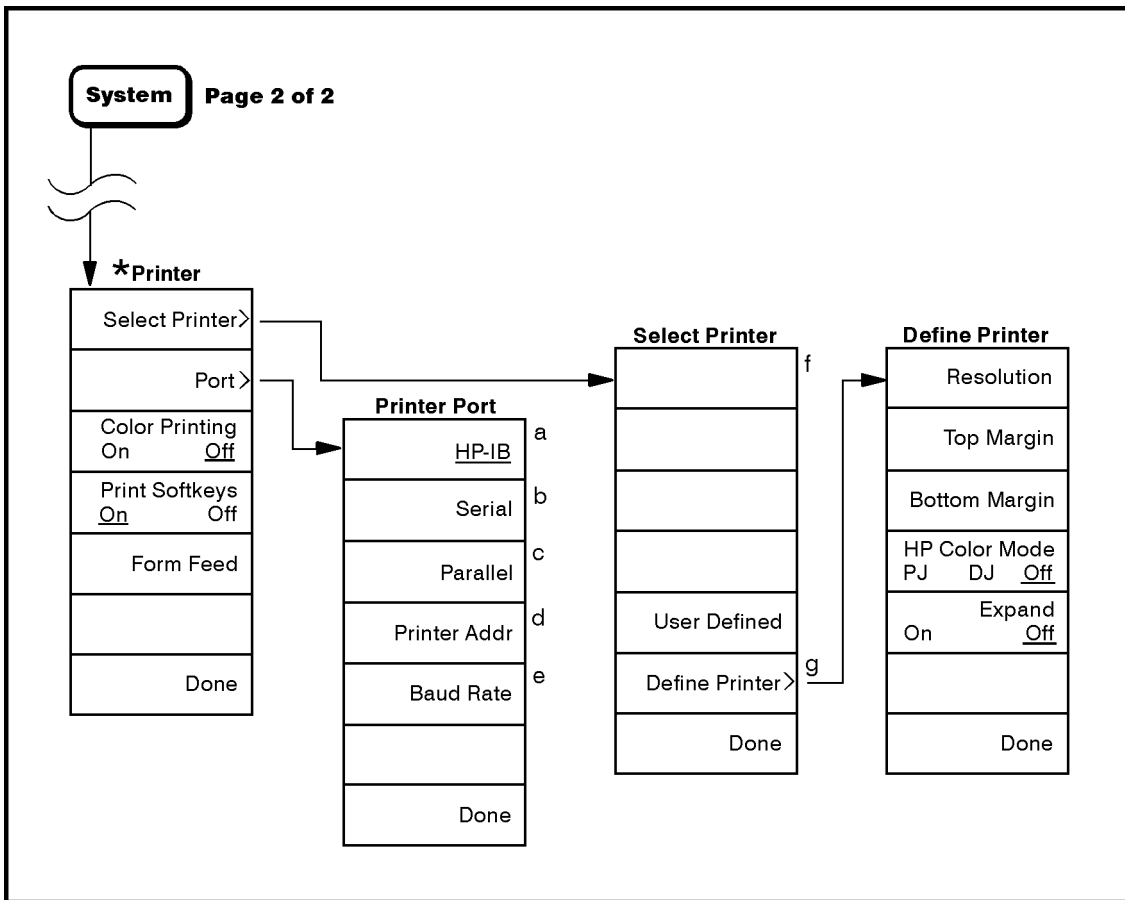 System Page 2 of 2
*Printer
Select Printer>
Port>
Color Printing
On Off
Print Softkeys
On Off
Form Feed
Done
Printer Port
HP-IB a
Serial b
Parallel c
Printer Addr d
Baud Rate e
Done
Select Printer
f
User Defined
Define Printer> g
Done
Define Printer
Resolution
Top Margin
Bottom Margin
HP Color Mode
PJ DJ Off
Expand
On Off
Done